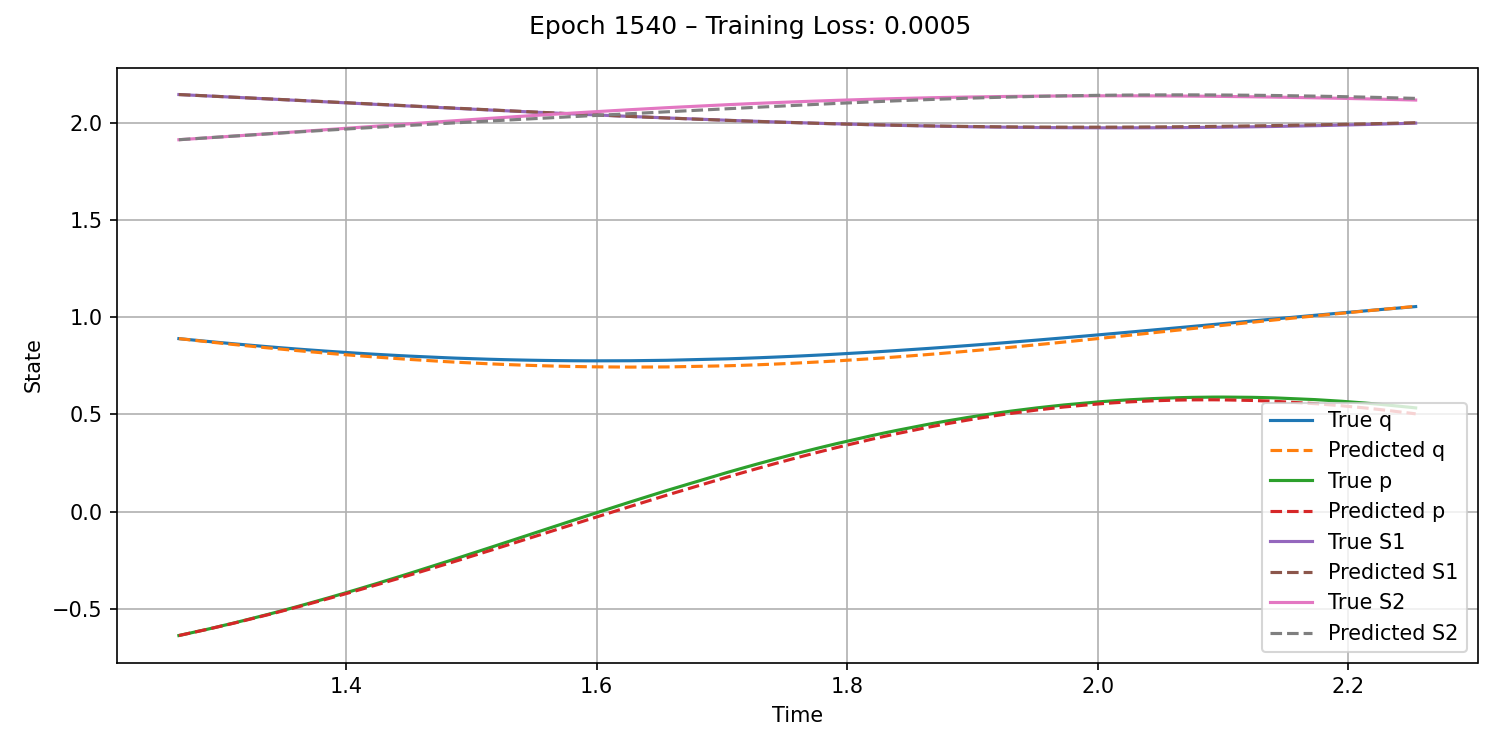 Epoch 1540 – Training Loss: 0.0005
State
2.0
1.5
1.0
0.5
0.0
−0.5
True q
Predicted q
True p
Predicted p
True S1
Predicted S1
True S2
Predicted S2
1.4 1.6 1.8 2.0 2.2
Time